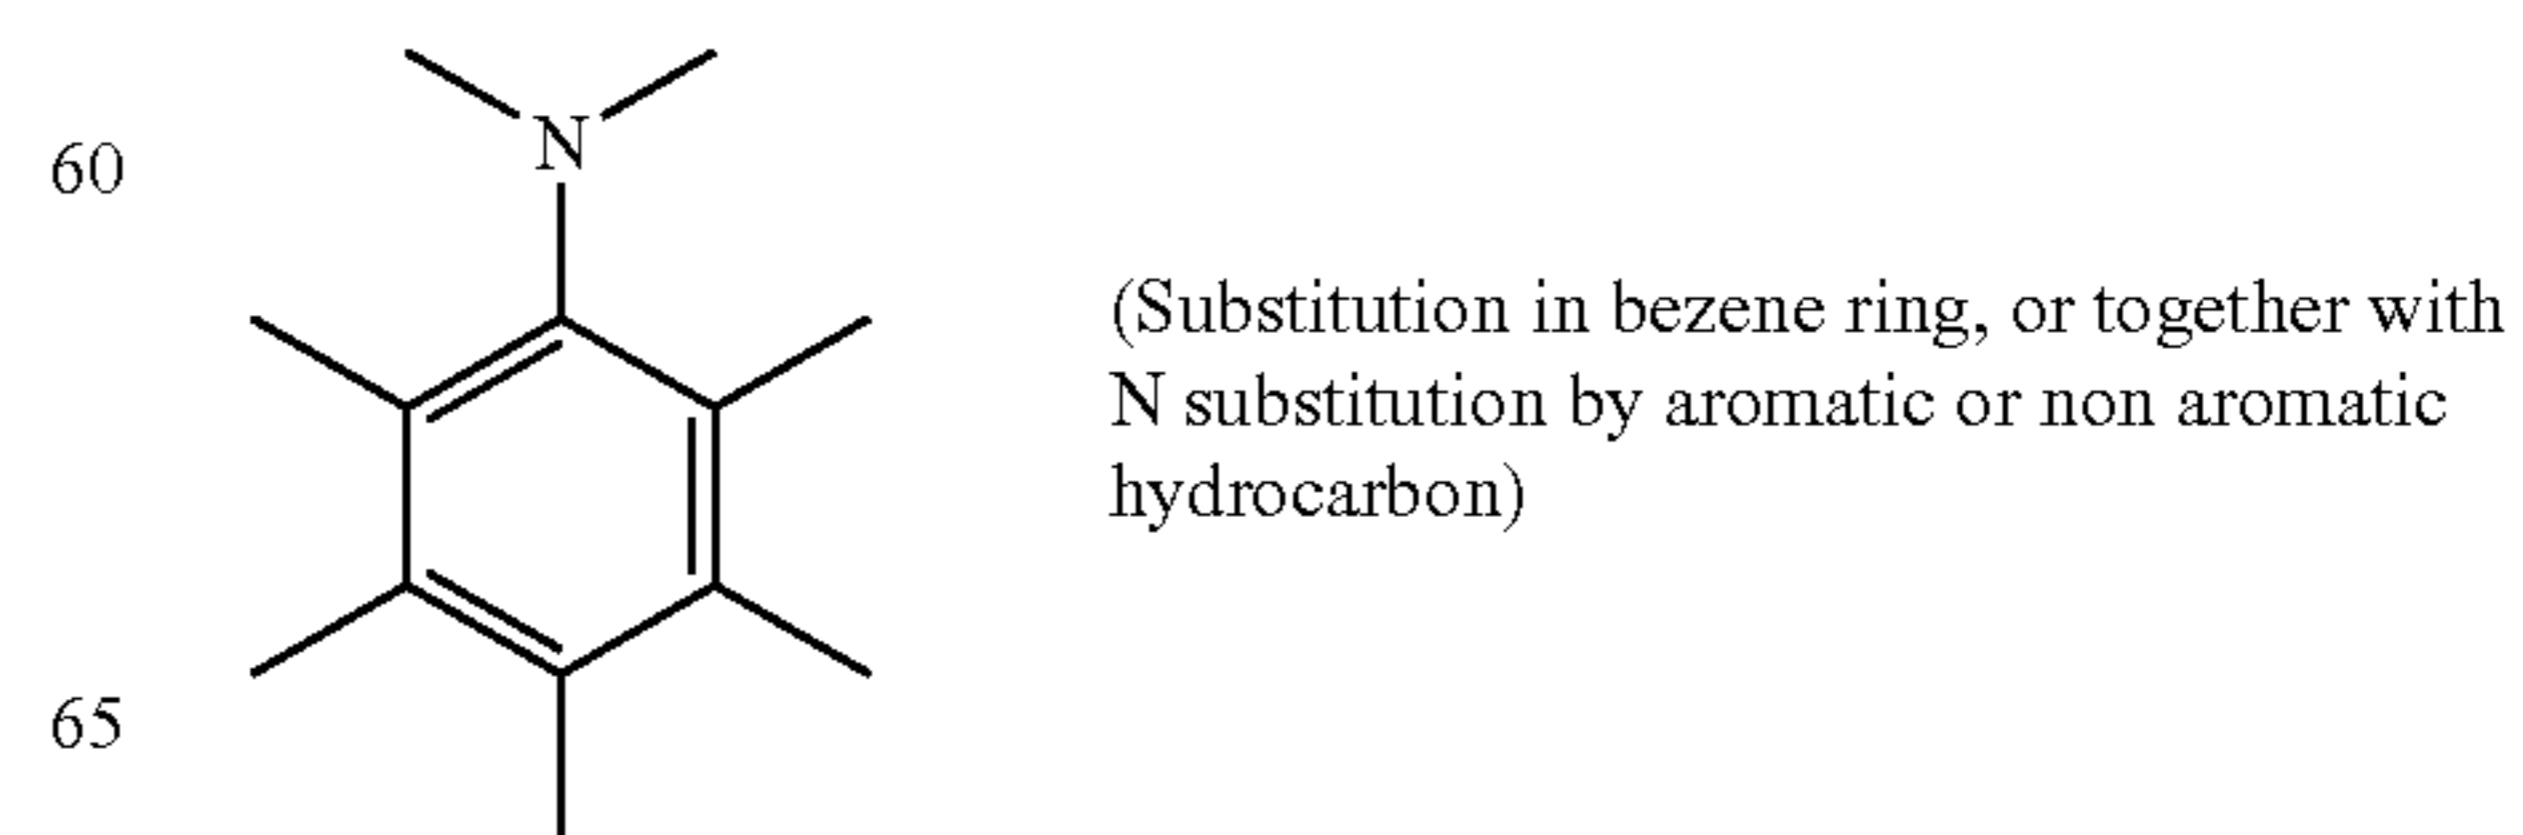 N
60
(Substitution in bezene ring, or together with
N substitution by aromatic or non aromatic
hydrocarbon)
65